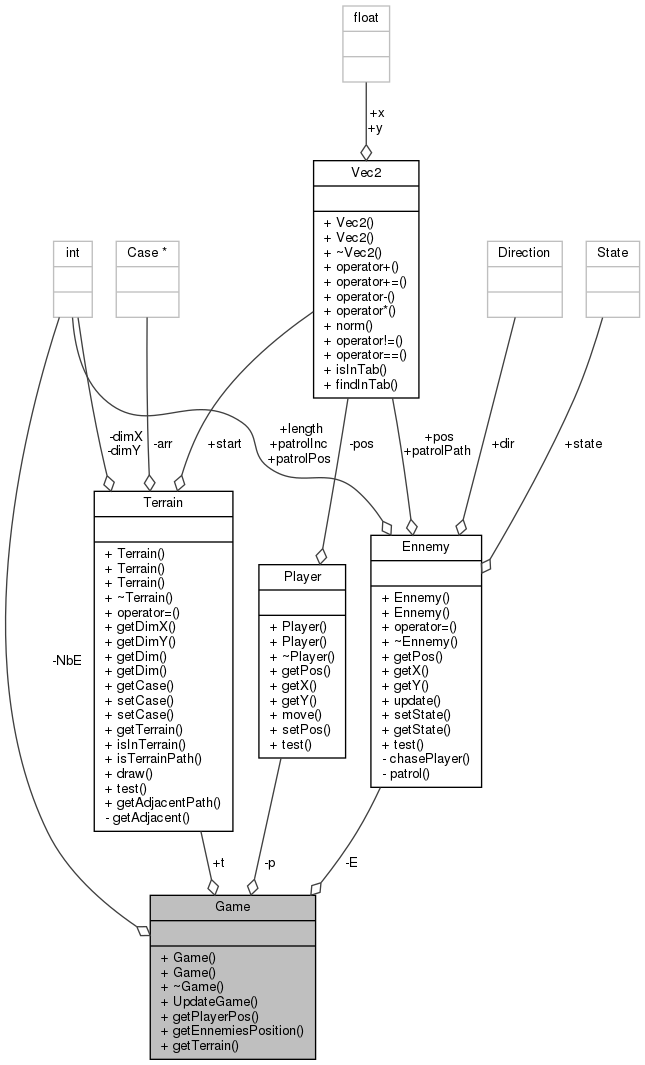 float
+x
+y
Vec2
+ Vec2()
+ Vec2()
+ ~Vec2()
+ operator+()
+ operator+=()
+ operator-()
+ operator*()
+ norm()
+ operator!=()
+ operator==()
+ isInTab()
+ findInTab()
int
Case *
Direction
State
-dimX
-dimY
-arr
+start
+length
+patrolInc
+patrolPos
-pos
+pos
+patrolPath
+dir
+state
Terrain
+ Terrain()
+ Terrain()
+ Terrain()
+ ~Terrain()
+ operator=()
+ getDimX()
+ getDimY()
+ getDim()
+ getDim()
+ getCase()
+ setCase()
+ setCase()
+ getTerrain()
+ isInTerrain()
+ isTerrainPath()
+ draw()
+ test()
+ getAdjacentPath()
- getAdjacent()
Player
+ Player()
+ Player()
+ ~Player()
+ getPos()
+ getX()
+ getY()
+ move()
+ setPos()
+ test()
Ennemy
+ Ennemy()
+ Ennemy()
+ operator=()
+ ~Ennemy()
+ getPos()
+ getX()
+ getY()
+ update()
+ setState()
+ getState()
+ test()
- chasePlayer()
- patrol()
-NbE
+t
-p
-E
Game
+ Game()
+ Game()
+ ~Game()
+ UpdateGame()
+ getPlayerPos()
+ getEnnemiesPosition()
+ getTerrain()